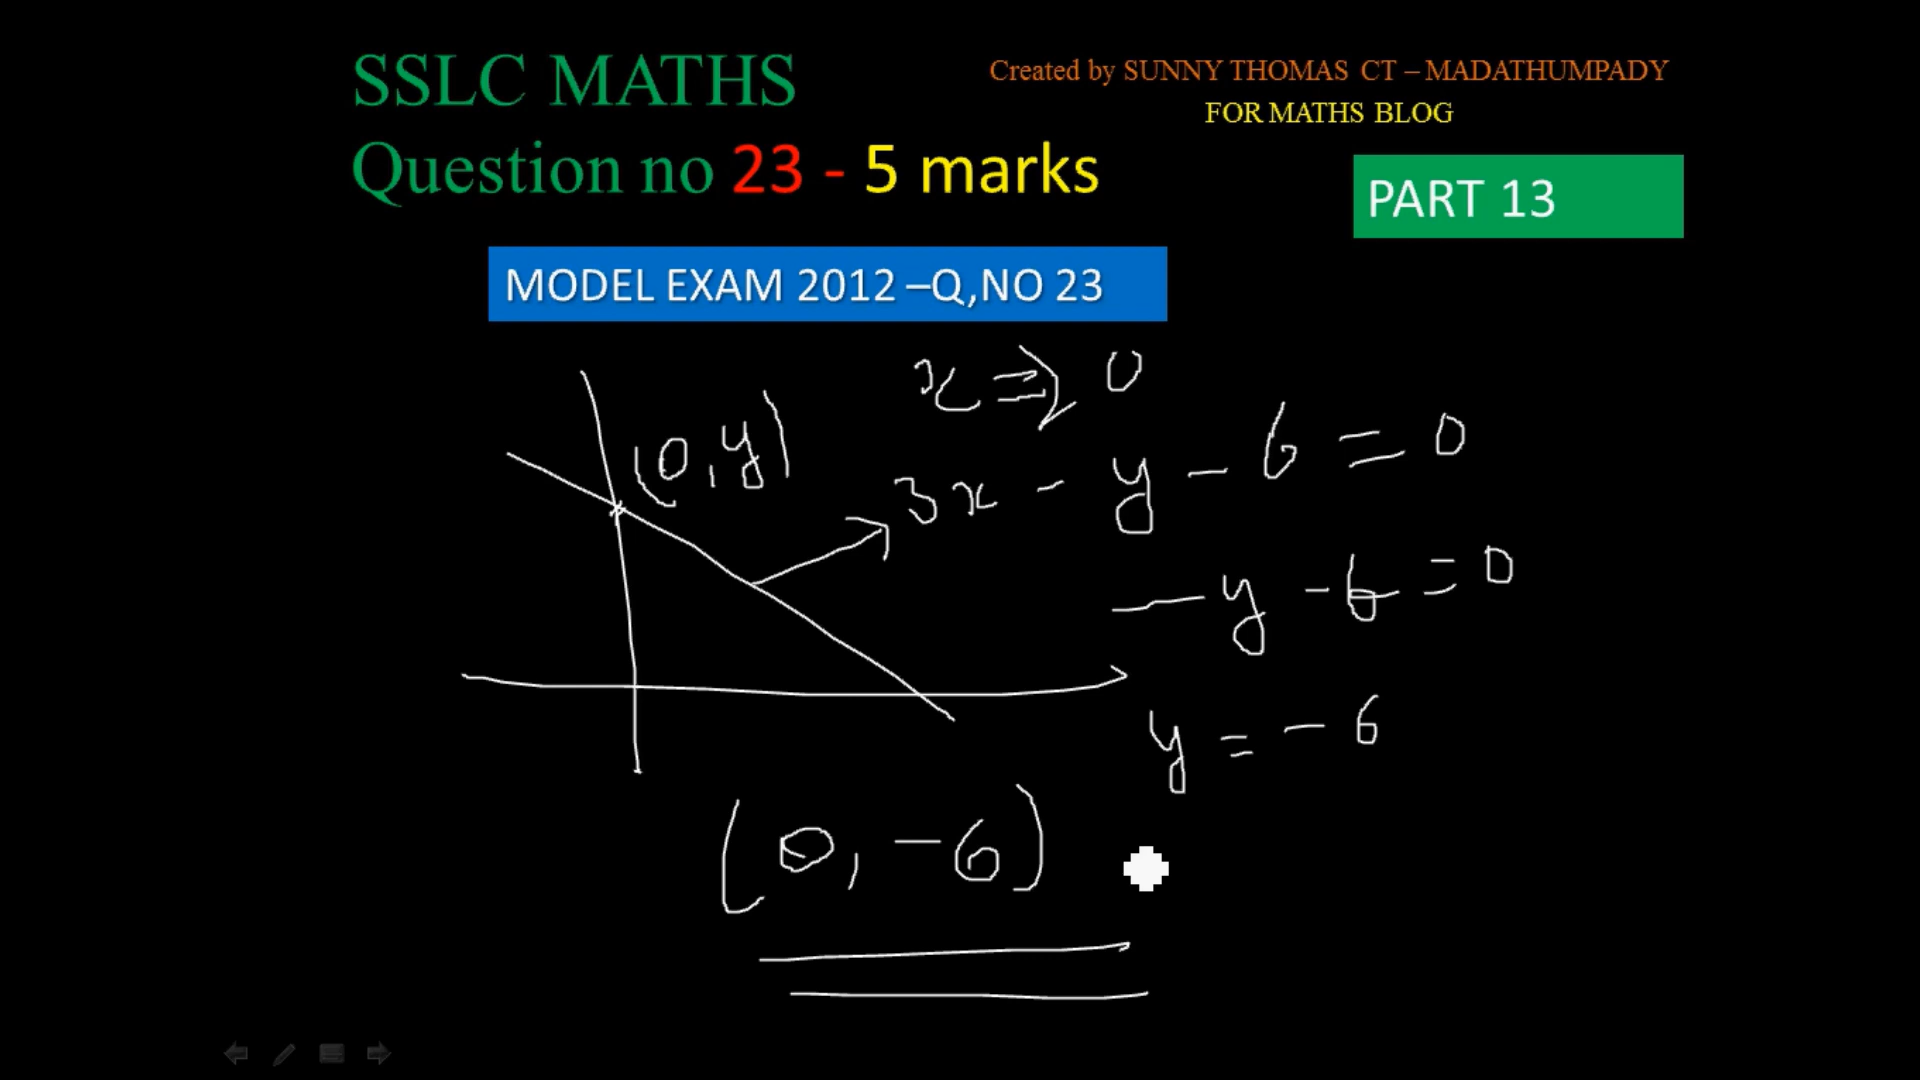 SSLC MATHS
Created by SUNNY THOMAS CT – MADATHUMPADY
FOR MATHS BLOG
Question no 23 - 5 marks
PART 13
MODEL EXAM 2012 –Q,NO 23
x ⇒ 0
(0, y)
3x - y - 6 = 0
- y - 6 = 0
y = - 6
(0, -6)